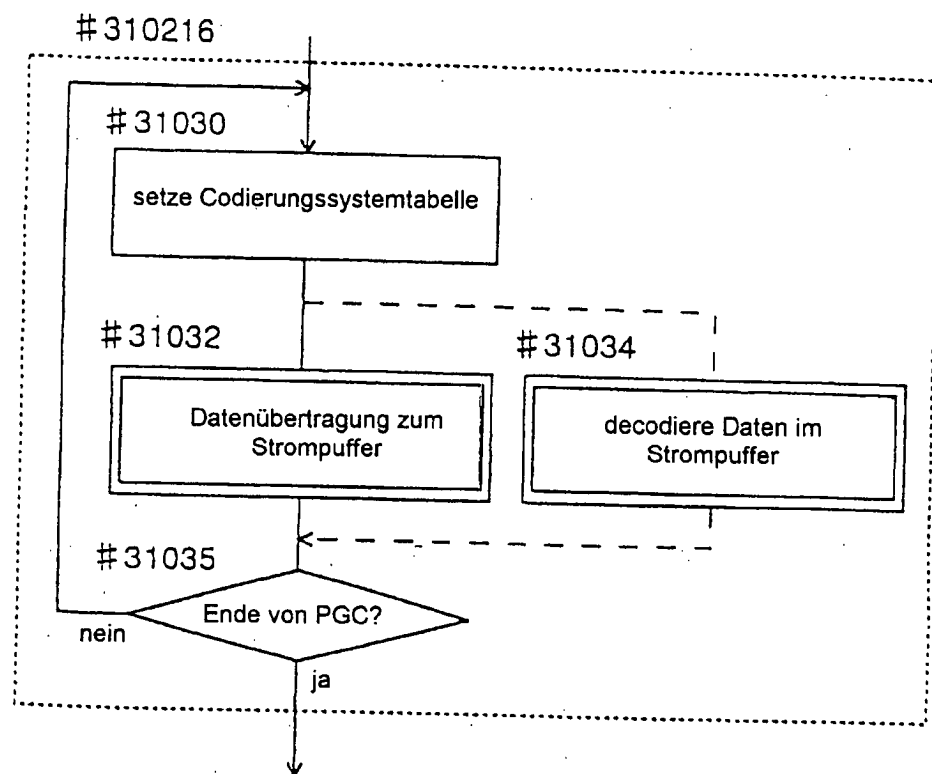 #310216
#31030
setze Codierungssystemtabelle
#31032
#31034
Datenübertragung zum
Strompuffer
decodiere Daten im
Strompuffer
#31035
Ende von PGC?
nein
ja